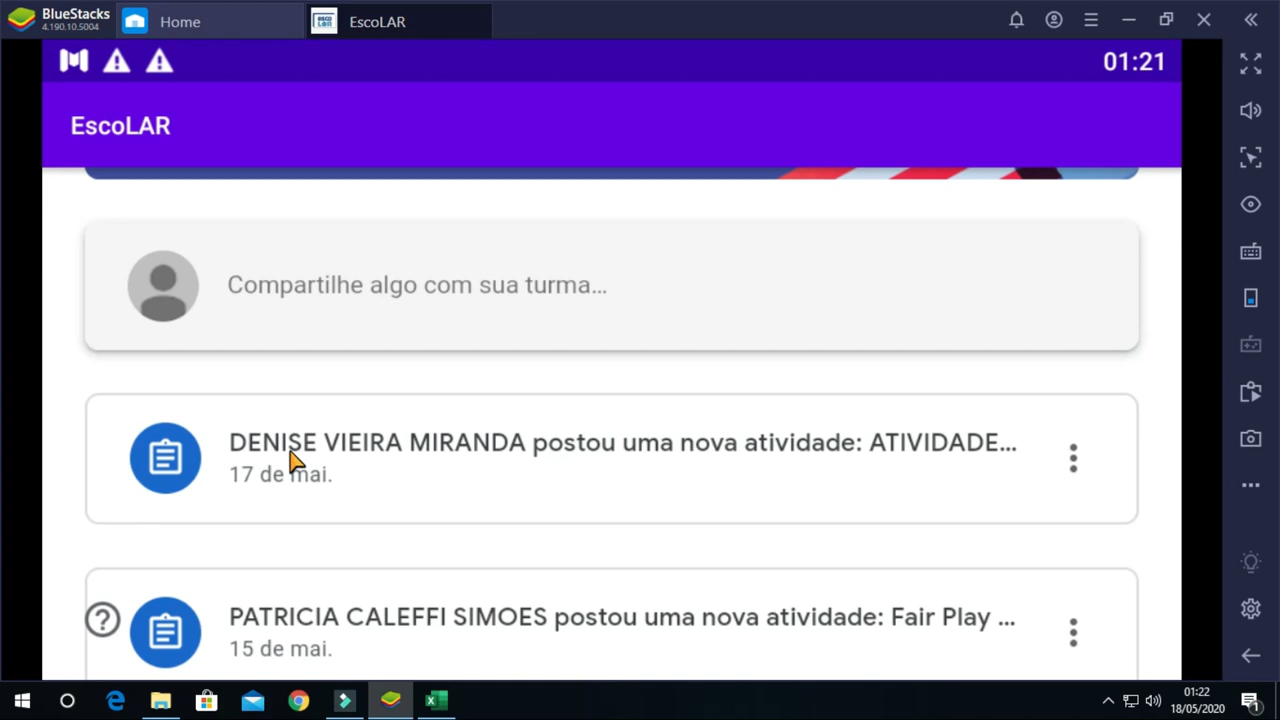 BlueStacks
4.190.10.5004
Home
EscoLAR
01:21
EscoLAR
Compartilhe algo com sua turma...
DENISE VIEIRA MIRANDA postou uma nova atividade: ATIVIDADE...
17 de mai.
PATRICIA CALEFFI SIMOES postou uma nova atividade: Fair Play ...
15 de mai.
01:22
18/05/2020
1